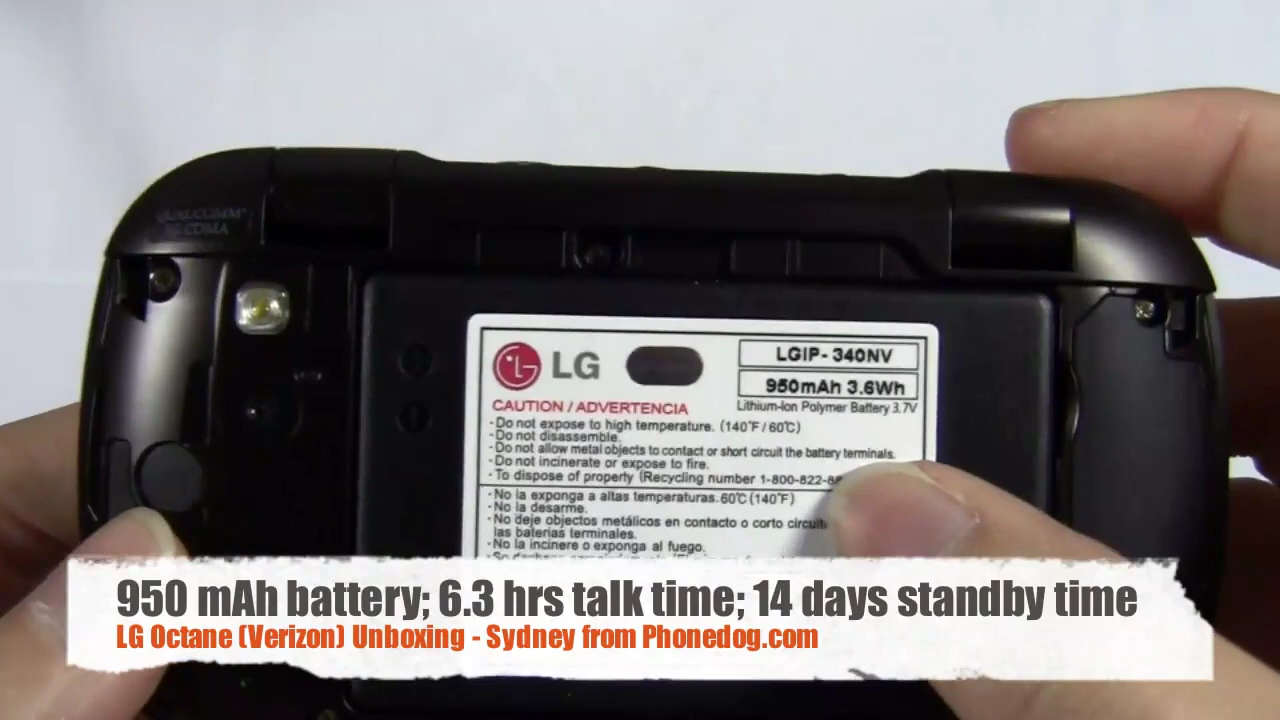 QUALCOMM
CDMA
LG
LGIP-340NV
950mAh 3.6Wh
Lithium-Ion Polymer Battery 3.7V
CAUTION / ADVERTENCIA
- Do not expose to high temperature. (140°F / 60°C)
- Do not disassemble.
- Do not allow metal objects to contact or short circuit the battery terminals.
- Do not incinerate or expose to fire.
- To dispose of property (Recycling number 1-800-822-88
- No la exponga a altas temperaturas. 60°C (140°F)
- No la desarme.
- No deje objectos metálicos en contacto o corto circuit
las baterias terminales.
- No la incinere o exponga al fuego.
950 mAh battery; 6.3 hrs talk time; 14 days standby time
LG Octane (Verizon) Unboxing - Sydney from Phonedog.com